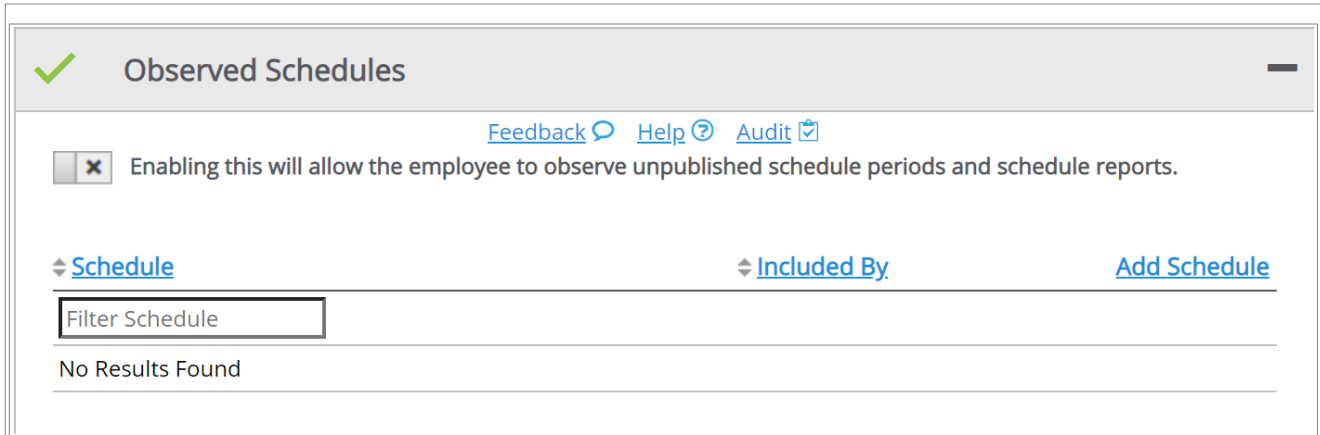 Observed Schedules
Feedback Help Audit
Enabling this will allow the employee to observe unpublished schedule periods and schedule reports.
Schedule Included By Add Schedule
Filter Schedule
No Results Found